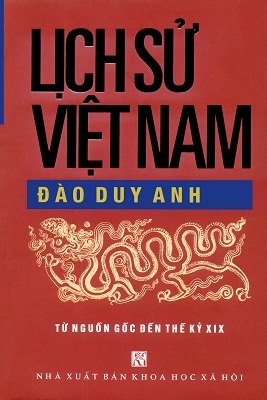 LỊCH SỬ
VIỆT NAM
ĐÀO DUY ANH
TỪ NGUỒN GỐC ĐẾN THẾ KỶ XIX
NHÀ XUẤT BẢN KHOA HỌC XÃ HỘI